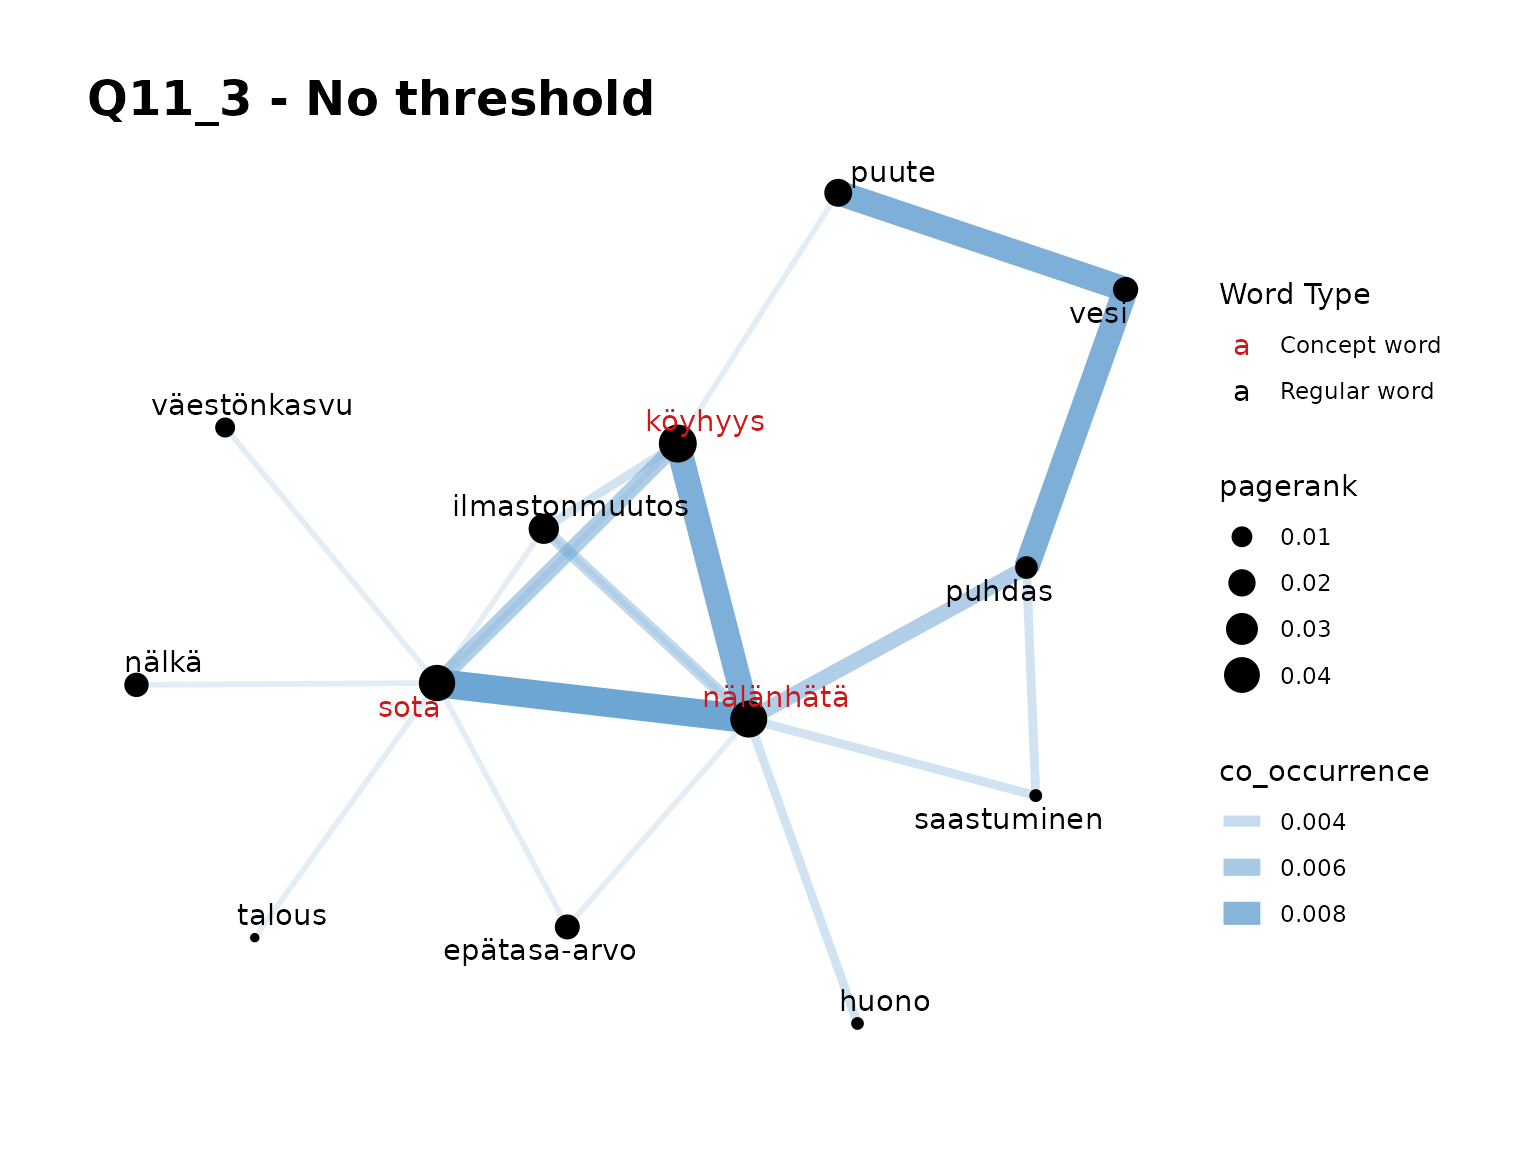 Q11_3 - No threshold
puute
vesi
väestönkasvu
köyhyys
ilmastonmuutos
puhdas
nälkä
sota
nälänhätä
saastuminen
talous
epätasa-arvo
huono
Word Type
a Concept word
a Regular word
pagerank
0.01
0.02
0.03
0.04
co_occurrence
0.004
0.006
0.008